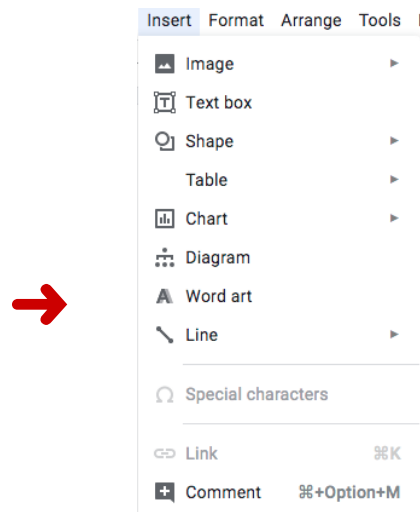 Insert Format Arrange Tools
Image
Text box
Shape
Table
Chart
Diagram
Word art
Line
Special characters
Link ⌘K
Comment ⌘+Option+M